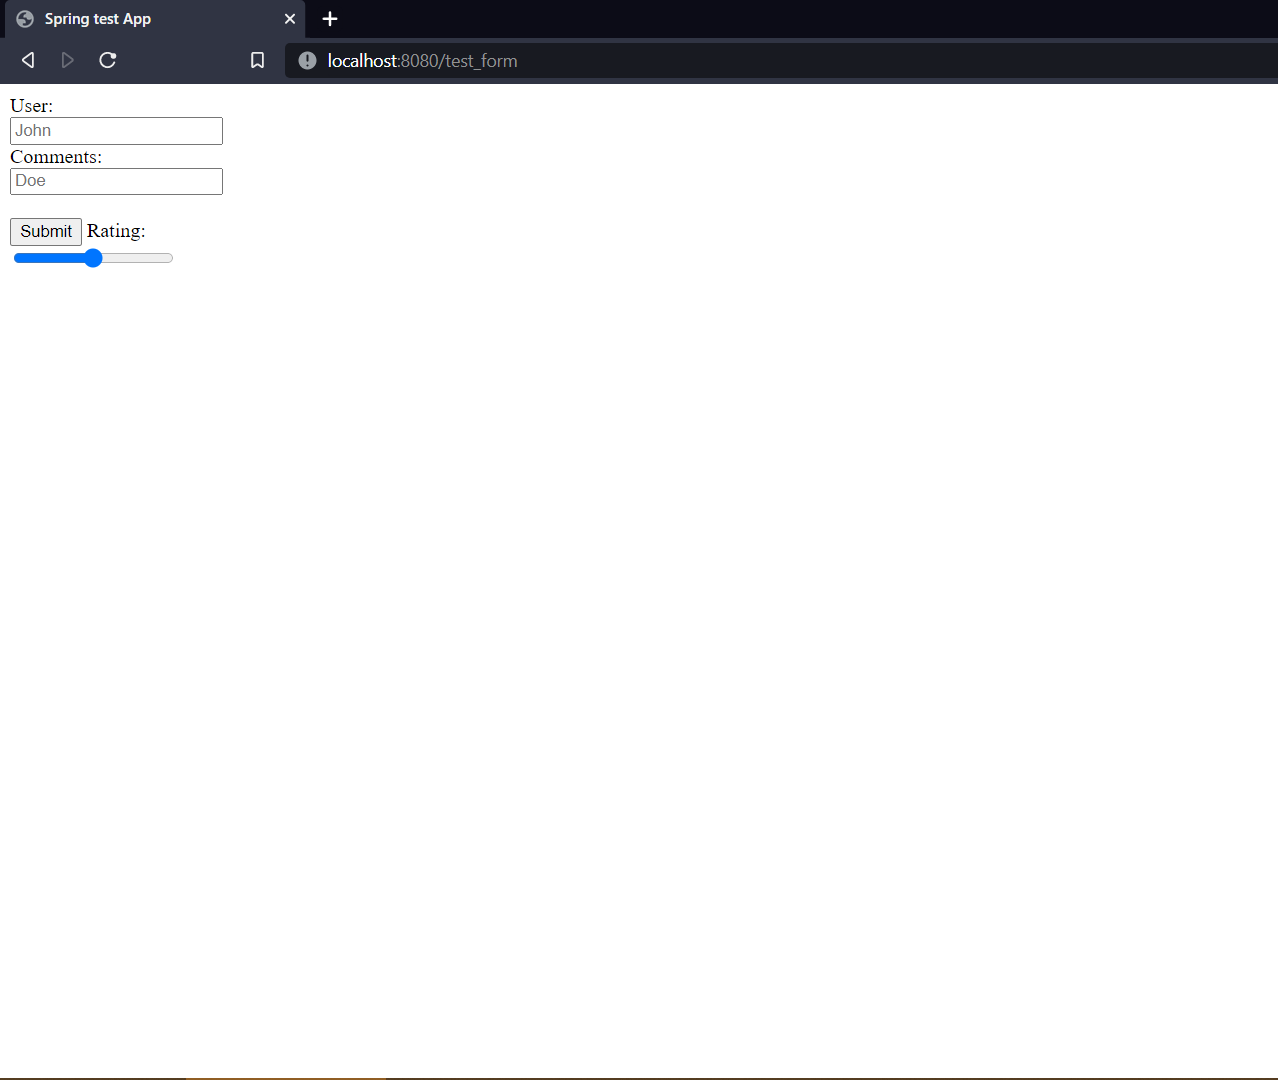 Spring test App
localhost:8080/test_form
User:
John
Comments:
Doe
Submit Rating: